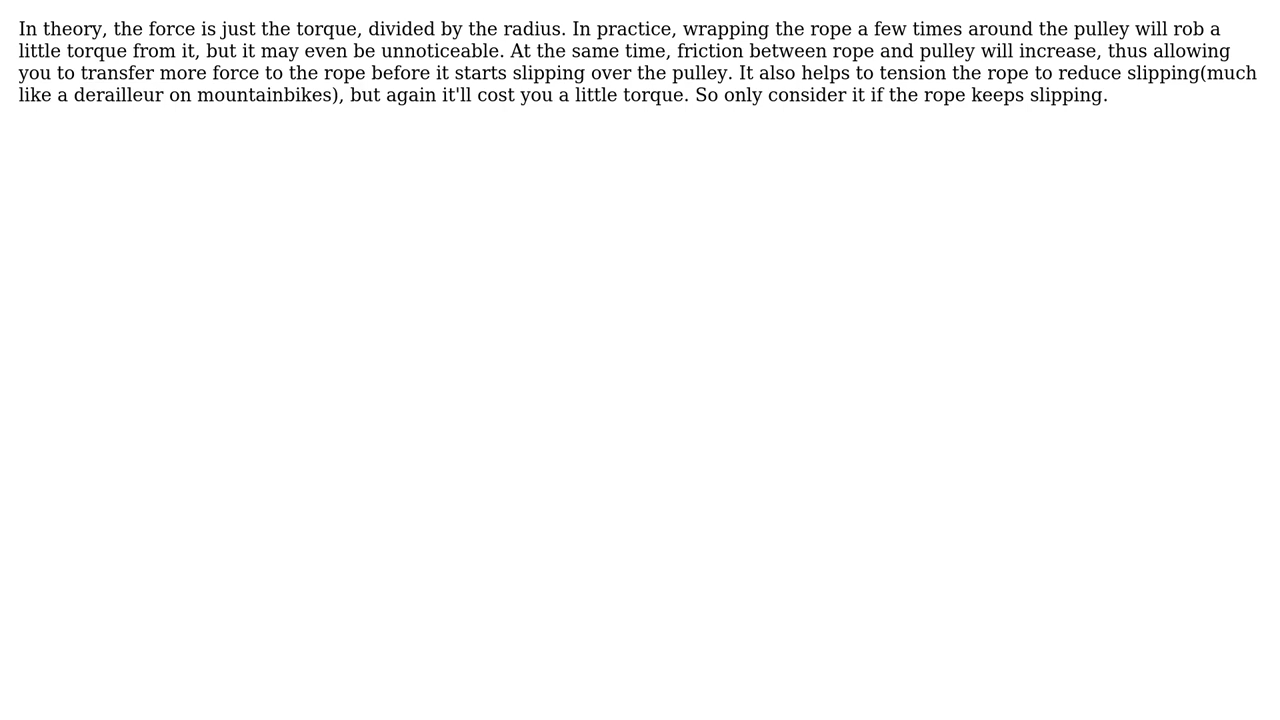 In theory, the force is just the torque, divided by the radius. In practice, wrapping the rope a few times around the pulley will rob a
little torque from it, but it may even be unnoticeable. At the same time, friction between rope and pulley will increase, thus allowing
you to transfer more force to the rope before it starts slipping over the pulley. It also helps to tension the rope to reduce slipping(much
like a derailleur on mountainbikes), but again it'll cost you a little torque. So only consider it if the rope keeps slipping.